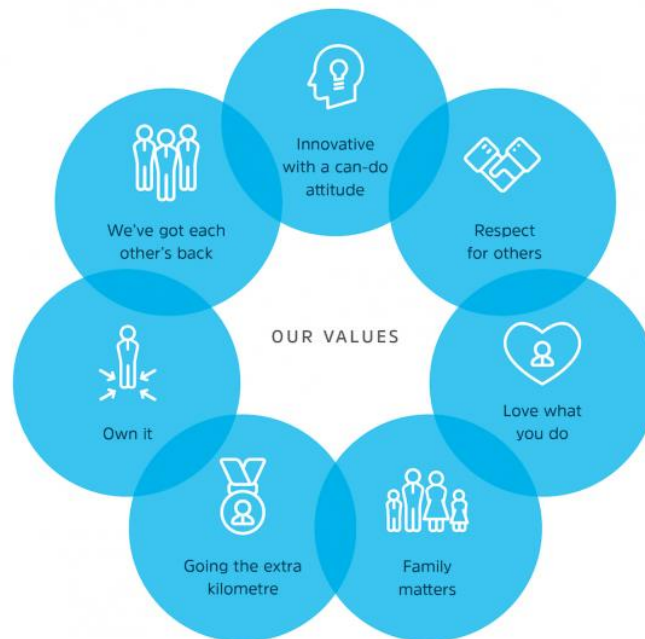 Innovative
with a can-do
attitude
Respect
for others
Love what
you do
Family
matters
Going the extra
kilometre
Own it
We've got each
other's back
OUR VALUES